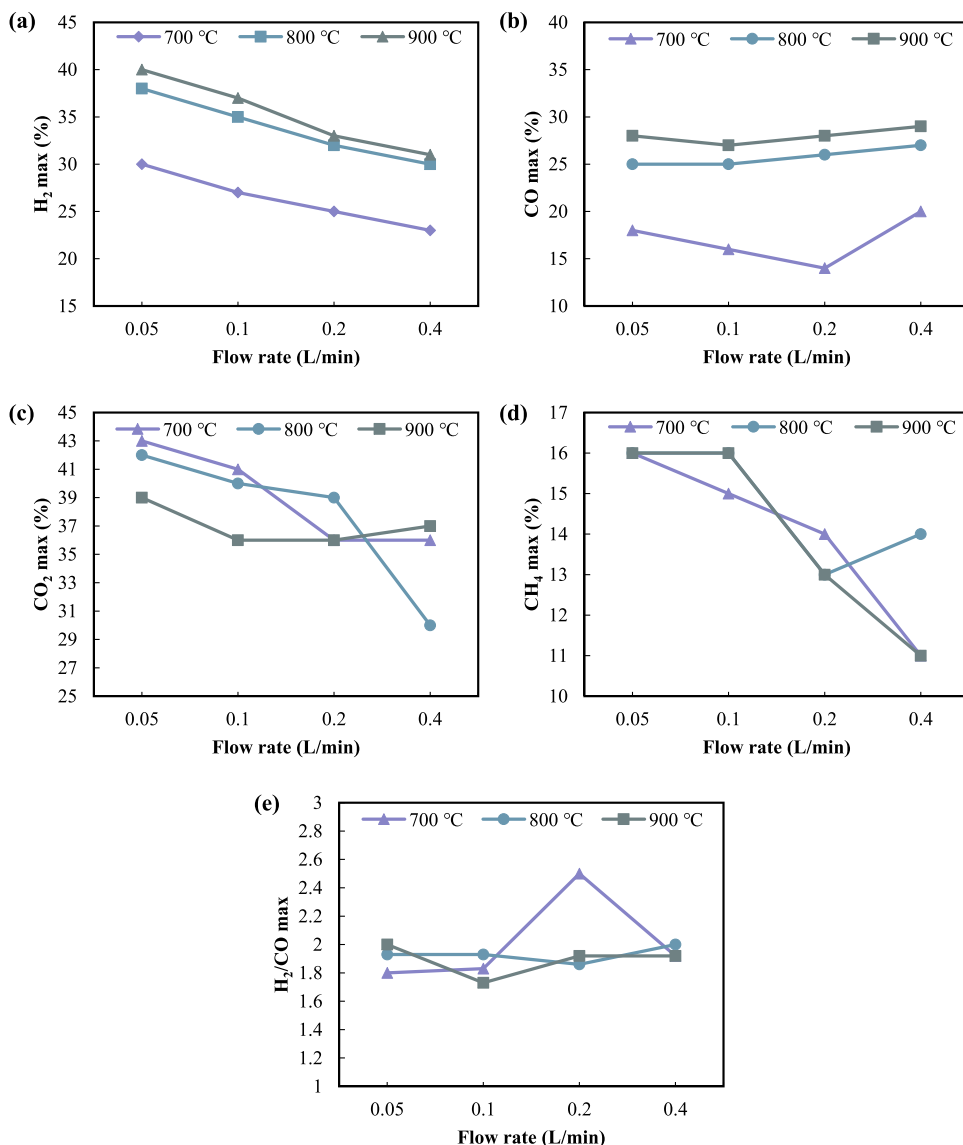 (a)
45
40
35
30
25
20
15
700 °C 800 °C 900 °C
H₂ max (%)
0.05 0.1 0.2 0.4
Flow rate (L/min)
(b)
40
35
30
25
20
15
10
700 °C 800 °C 900 °C
CO max (%)
0.05 0.1 0.2 0.4
Flow rate (L/min)
(c)
45
43
41
39
37
35
33
31
29
27
25
700 °C 800 °C 900 °C
CO₂ max (%)
0.05 0.1 0.2 0.4
Flow rate (L/min)
(d)
17
16
15
14
13
12
11
10
700 °C 800 °C 900 °C
CH₄ max (%)
0.05 0.1 0.2 0.4
Flow rate (L/min)
(e)
3
2.8
2.6
2.4
2.2
2
1.8
1.6
1.4
1.2
1
700 °C 800 °C 900 °C
H₂/CO max
0.05 0.1 0.2 0.4
Flow rate (L/min)